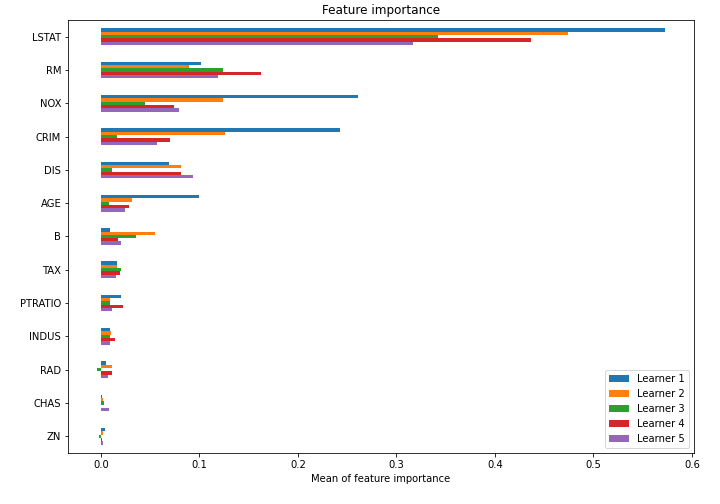 Feature importance
LSTAT
RM
NOX
CRIM
DIS
AGE
B
TAX
PTRATIO
INDUS
RAD
CHAS
ZN
Learner 1
Learner 2
Learner 3
Learner 4
Learner 5
0.0 0.1 0.2 0.3 0.4 0.5 0.6
Mean of feature importance